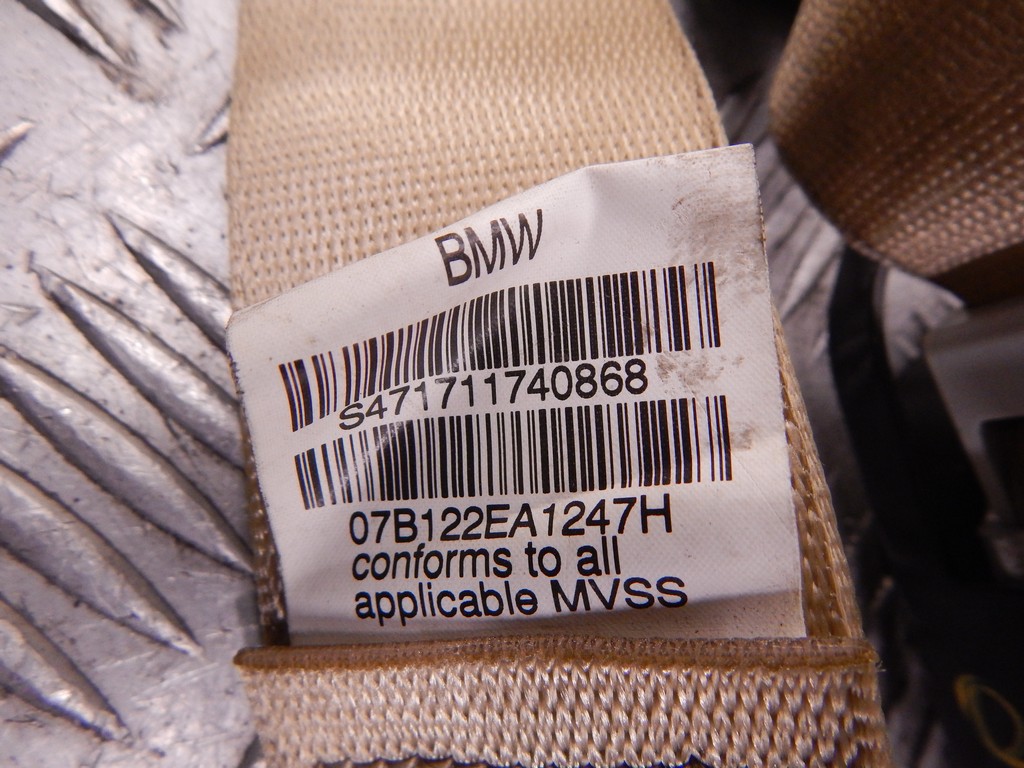 BMW
S471711740868
07B122EA1247H
conforms to all
applicable MVSS